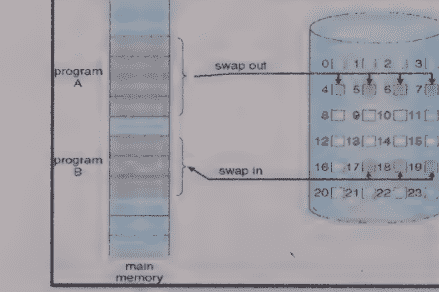 swap out
0 1 2 3
program
A
4 5 6 7
8 9 10 11
12 13 14 15
program
B
swap in
16 17 18 19
20 21 22 23
main
memory